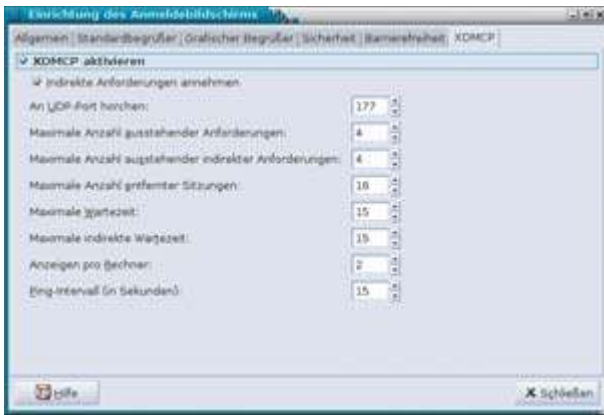 Einrichtung des Anmeldebildschirms
Allgemein Standardbegrüßer Grafischer Begrüßer Sicherheit Barrierefreiheit XDMCP
XDMCP aktivieren
Indirekte Anforderungen annehmen
An UDP-Port horchen: 177
Maximale Anzahl ausstehender Anforderungen: 4
Maximale Anzahl ausstehender indirekter Anforderungen: 4
Maximale Anzahl entfernter Sitzungen: 16
Maximale Wartezeit: 15
Maximale indirekte Wartezeit: 15
Anzeigen pro Rechner: 2
Ping-Intervall (in Sekunden): 15
Hilfe Schließen